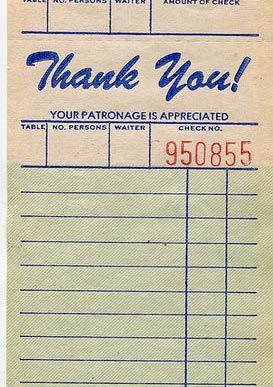 TABLE NO. PERSONS WAITER AMOUNT OF CHECK
Thank You!
YOUR PATRONAGE IS APPRECIATED
TABLE NO. PERSONS WAITER CHECK NO.
950855